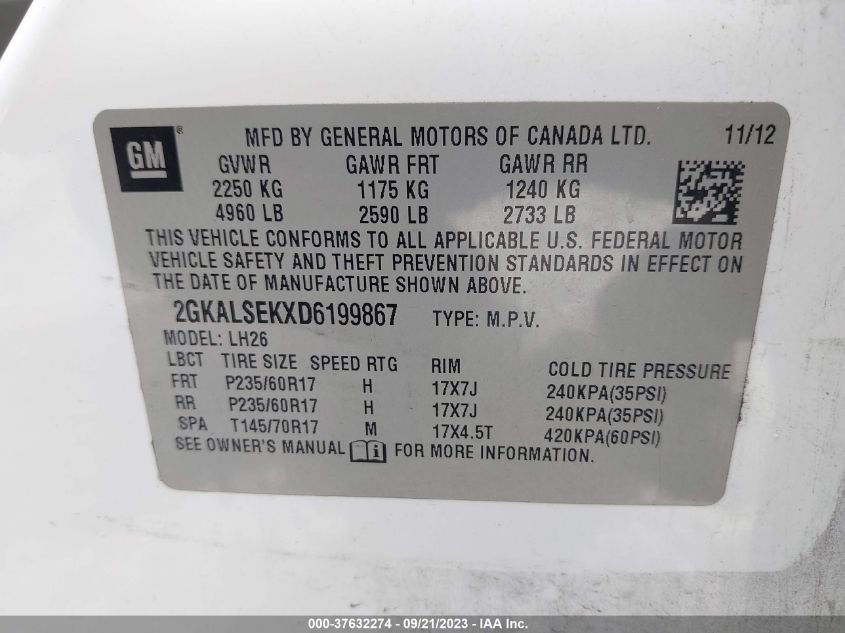 GM ® MFD BY GENERAL MOTORS OF CANADA LTD. 11/12
GVWR GAWR FRT GAWR RR
2250 KG 1175 KG 1240 KG
4960 LB 2590 LB 2733 LB
THIS VEHICLE CONFORMS TO ALL APPLICABLE U.S. FEDERAL MOTOR
VEHICLE SAFETY AND THEFT PREVENTION STANDARDS IN EFFECT ON
THE DATE OF MANUFACTURE SHOWN ABOVE.
2GKALSEKXD6199867 TYPE: M.P.V.
MODEL: LH26
LBCT TIRE SIZE SPEED RTG RIM COLD TIRE PRESSURE
FRT P235/60R17 H 17X7J 240KPA(35PSI)
RR P235/60R17 H 17X7J 240KPA(35PSI)
SPA T145/70R17 M 17X4.5T 420KPA(60PSI)
SEE OWNER'S MANUAL i FOR MORE INFORMATION.
000-37632274 - 09/21/2023 - IAA Inc.